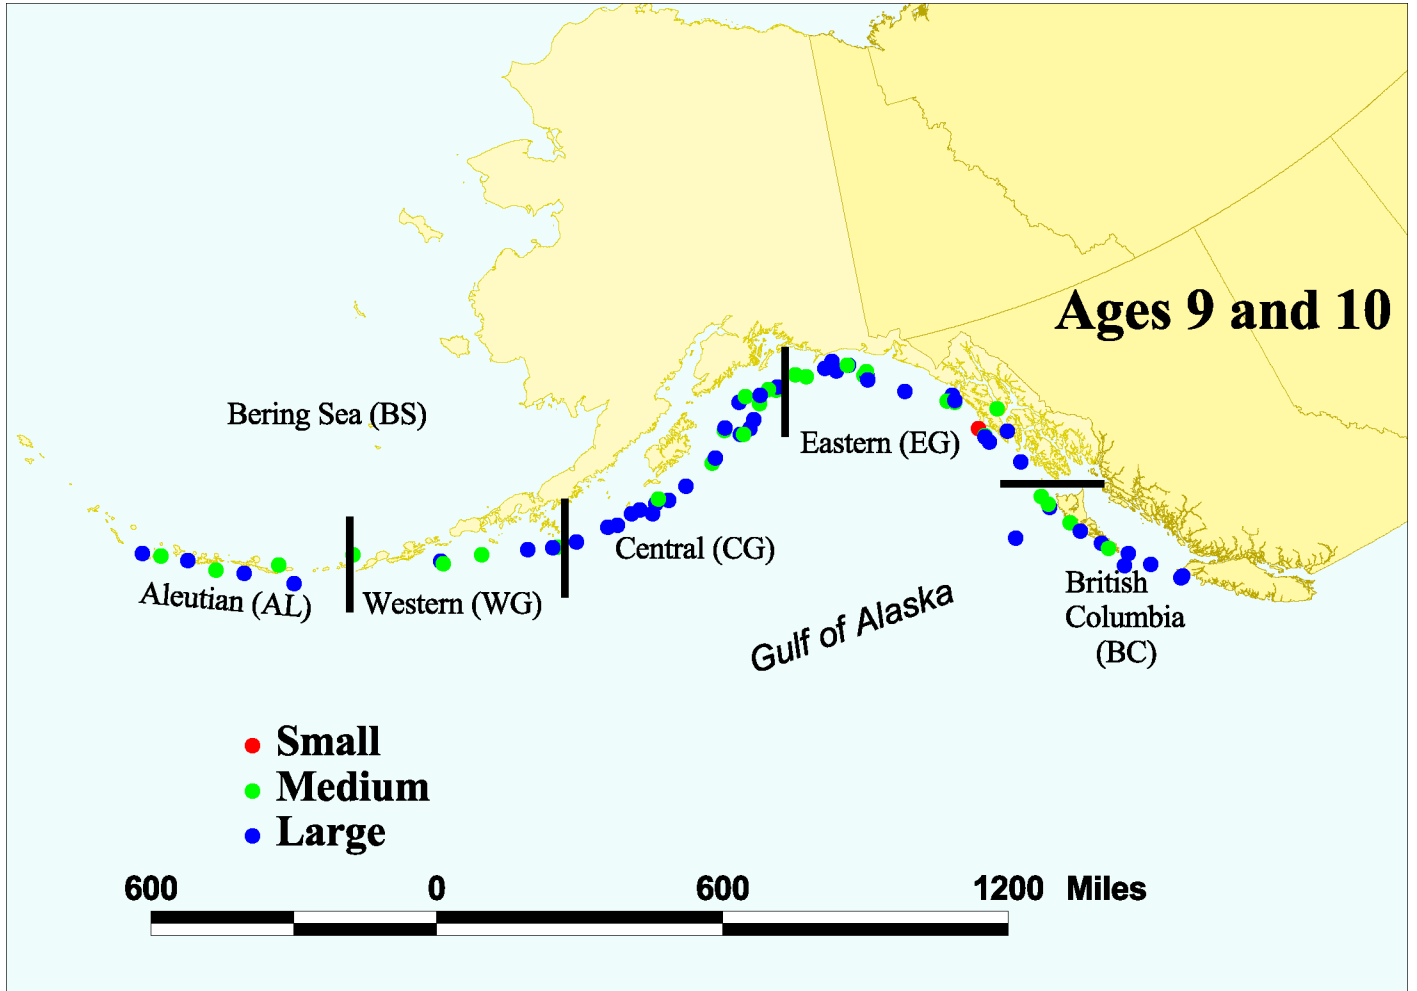 Ages 9 and 10
Bering Sea (BS)
Eastern (EG)
Central (CG)
Aleutian (AL)
Western (WG)
British
Columbia
(BC)
Gulf of Alaska
Small
Medium
Large
600 0 600 1200 Miles